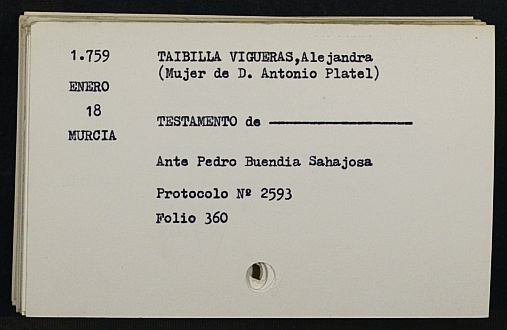 1.759 TAIBILLA VIGUERAS,Alejandra
(Mujer de D. Antonio Platel)
ENERO
18
TESTAMENTO de
MURCIA
Ante Pedro Buendia Sahajosa
Protocolo Nº 2593
Folio 360